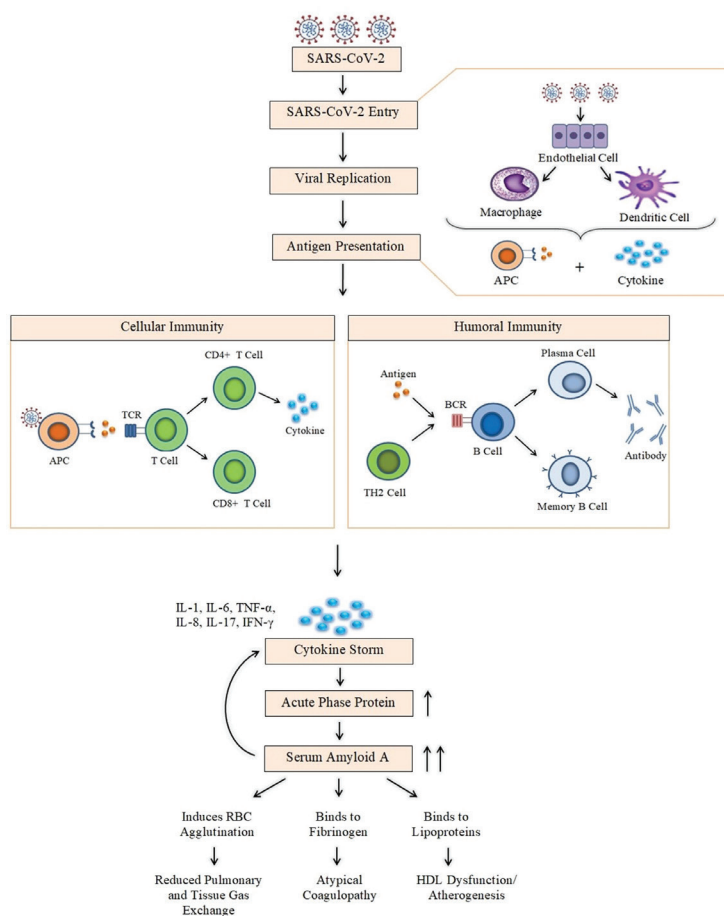 SARS-CoV-2
SARS-CoV-2 Entry
Viral Replication
Antigen Presentation
Endothelial Cell
Macrophage
Dendritic Cell
APC
+
Cytokine
Cellular Immunity
CD4+ T Cell
TCR
Cytokine
APC
T Cell
CD8+ T Cell
Humoral Immunity
Plasma Cell
Antigen
BCR
B Cell
Antibody
TH2 Cell
Memory B Cell
IL-1, IL-6, TNF-α,
IL-8, IL-17, IFN-γ
Cytokine Storm
Acute Phase Protein
Serum Amyloid A
Induces RBC
Agglutination
Binds to
Fibrinogen
Binds to
Lipoproteins
Reduced Pulmonary
and Tissue Gas
Exchange
Atypical
Coagulopathy
HDL Dysfunction/
Atherogenesis